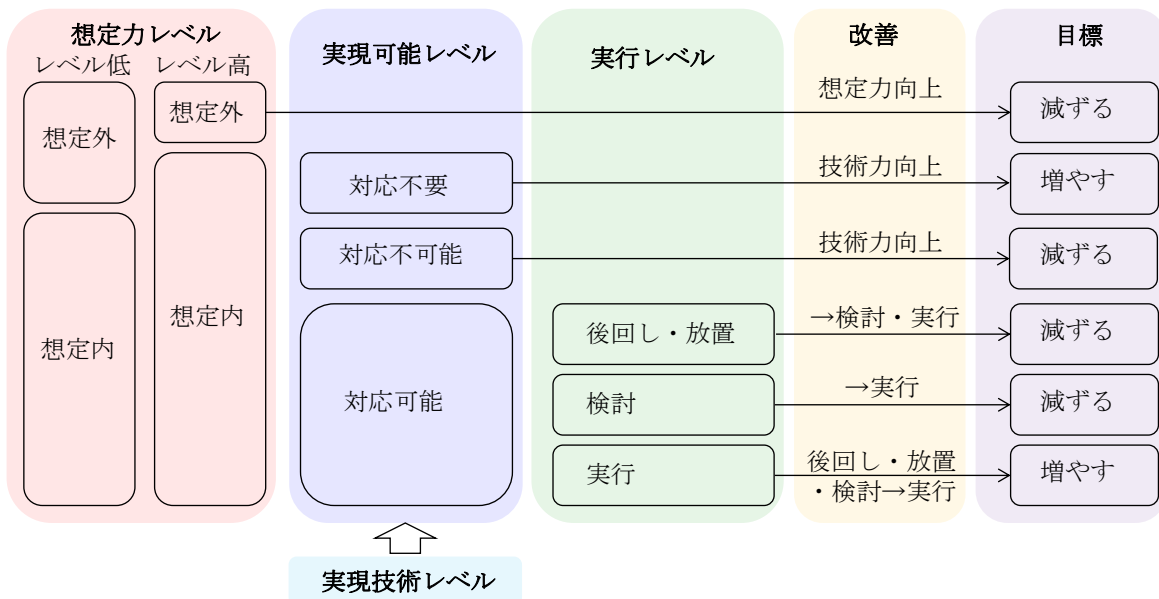 想定力レベル
レベル低
レベル高
想定外
想定内
想定外
想定内
実現可能レベル
対応不要
対応不可能
対応可能
実現技術レベル
実行レベル
後回し・放置
検討
実行
改善
想定力向上
技術力向上
技術力向上
→検討・実行
→実行
後回し・放置
・検討→実行
目標
減ずる
増やす
減ずる
減ずる
減ずる
増やす